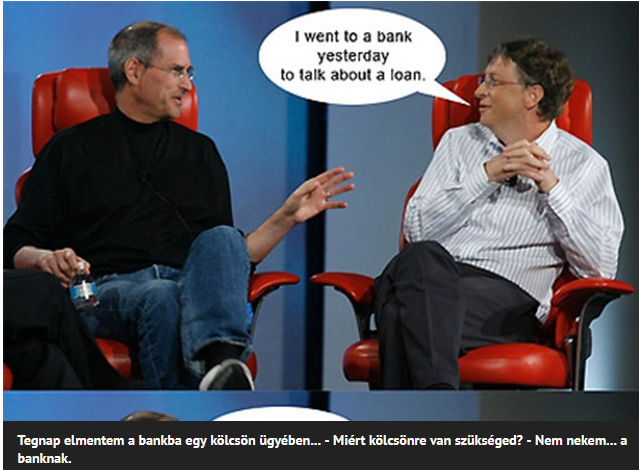 I went to a bank
yesterday
to talk about a loan.
Tegnap elmentem a bankba egy kölcsön ügyében... - Miért kölcsönre van szükséged? - Nem nekem... a
banknak.